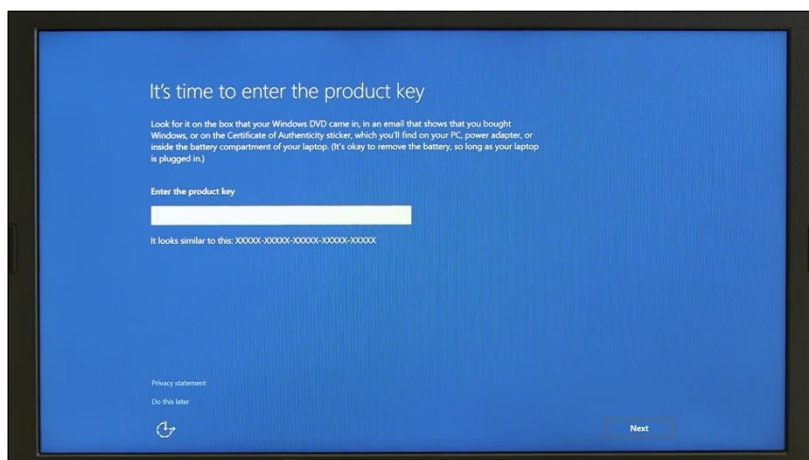 It's time to enter the product key
Look for it on the box that your Windows DVD came in, in an email that shows that you bought
Windows, or on the Certificate of Authenticity sticker, which you'll find on your PC, power adapter, or
inside the battery compartment of your laptop. (It's okay to remove the battery, so long as your laptop
is plugged in.)
Enter the product key
It looks similar to this: XXXXX-XXXXX-XXXXX-XXXXX-XXXXX
Privacy statement
Do this later
Next